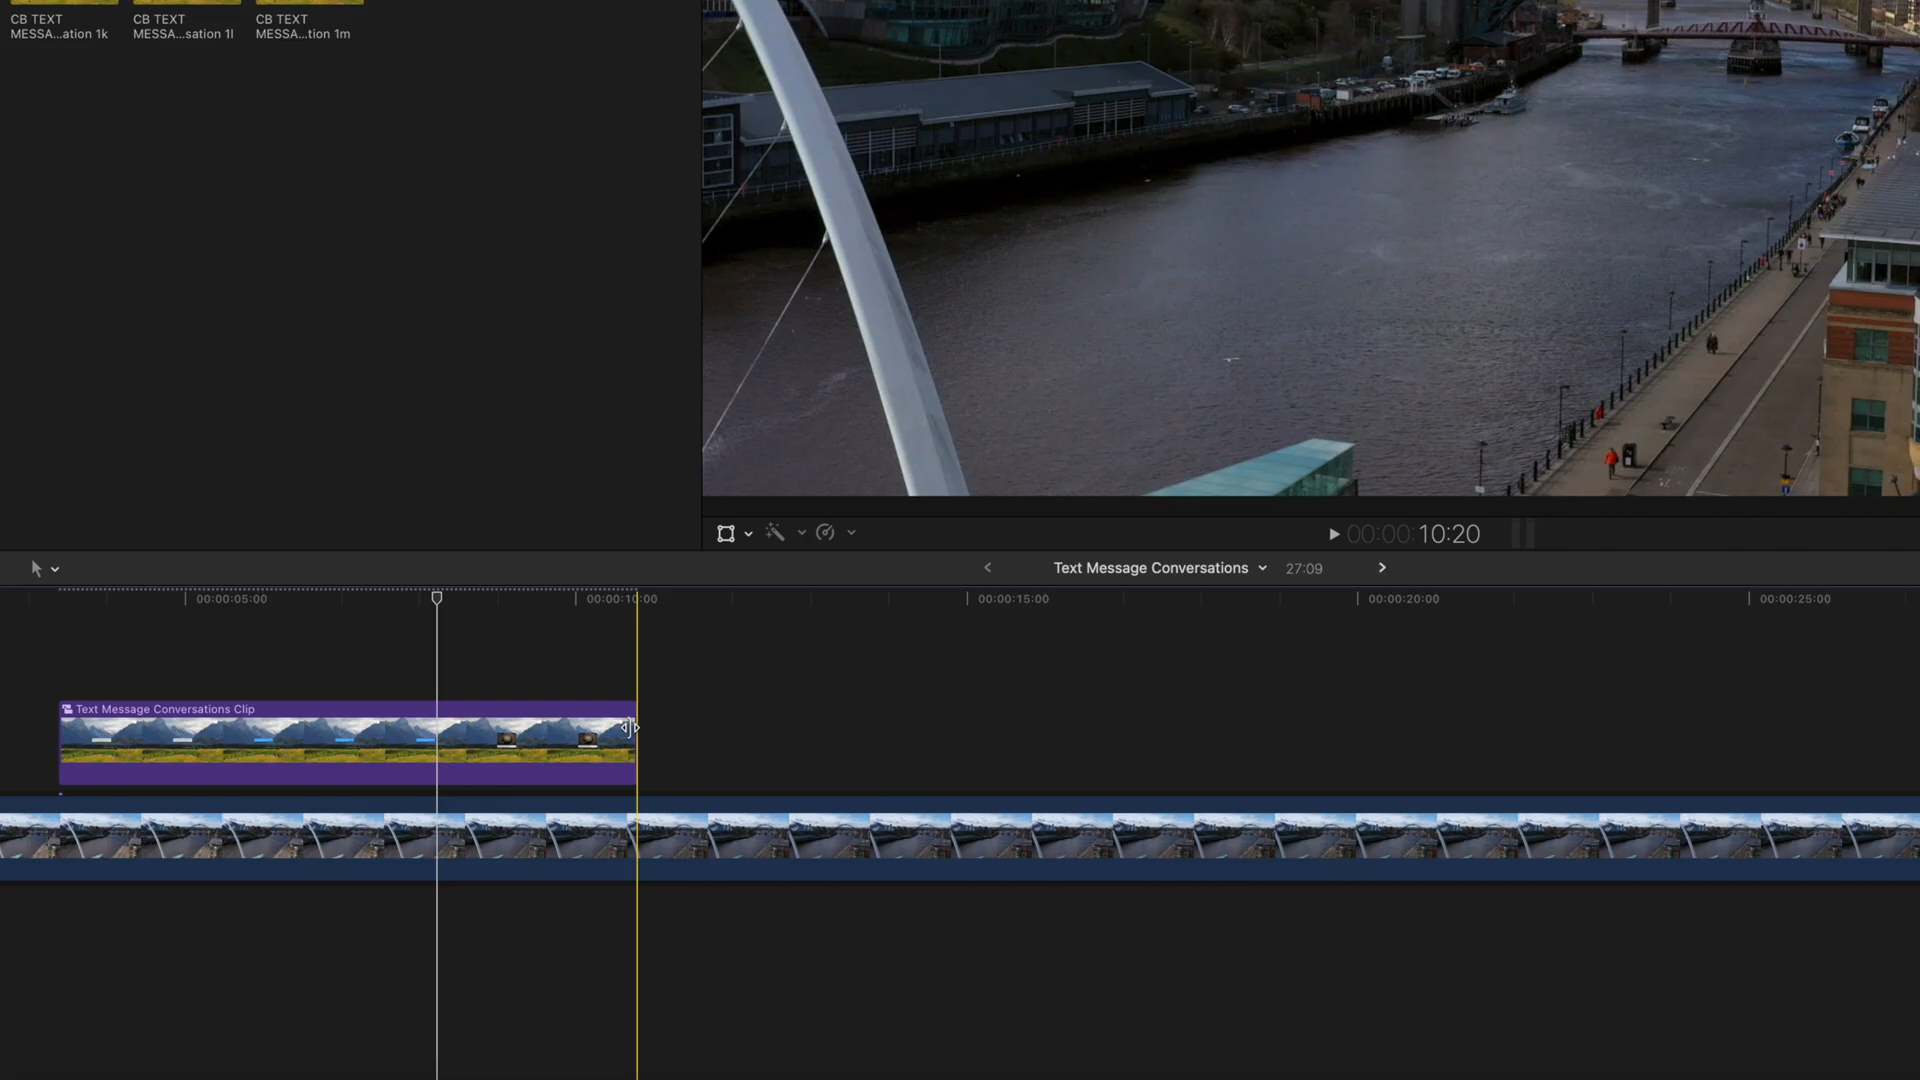 CB TEXT
MESSA...ation 1k
CB TEXT
MESSA...sation 1l
CB TEXT
MESSA...tion 1m
00:00:10:20
Text Message Conversations
27:09
00:00:05:00
00:00:10:00
00:00:15:00
00:00:20:00
00:00:25:00
Text Message Conversations Clip